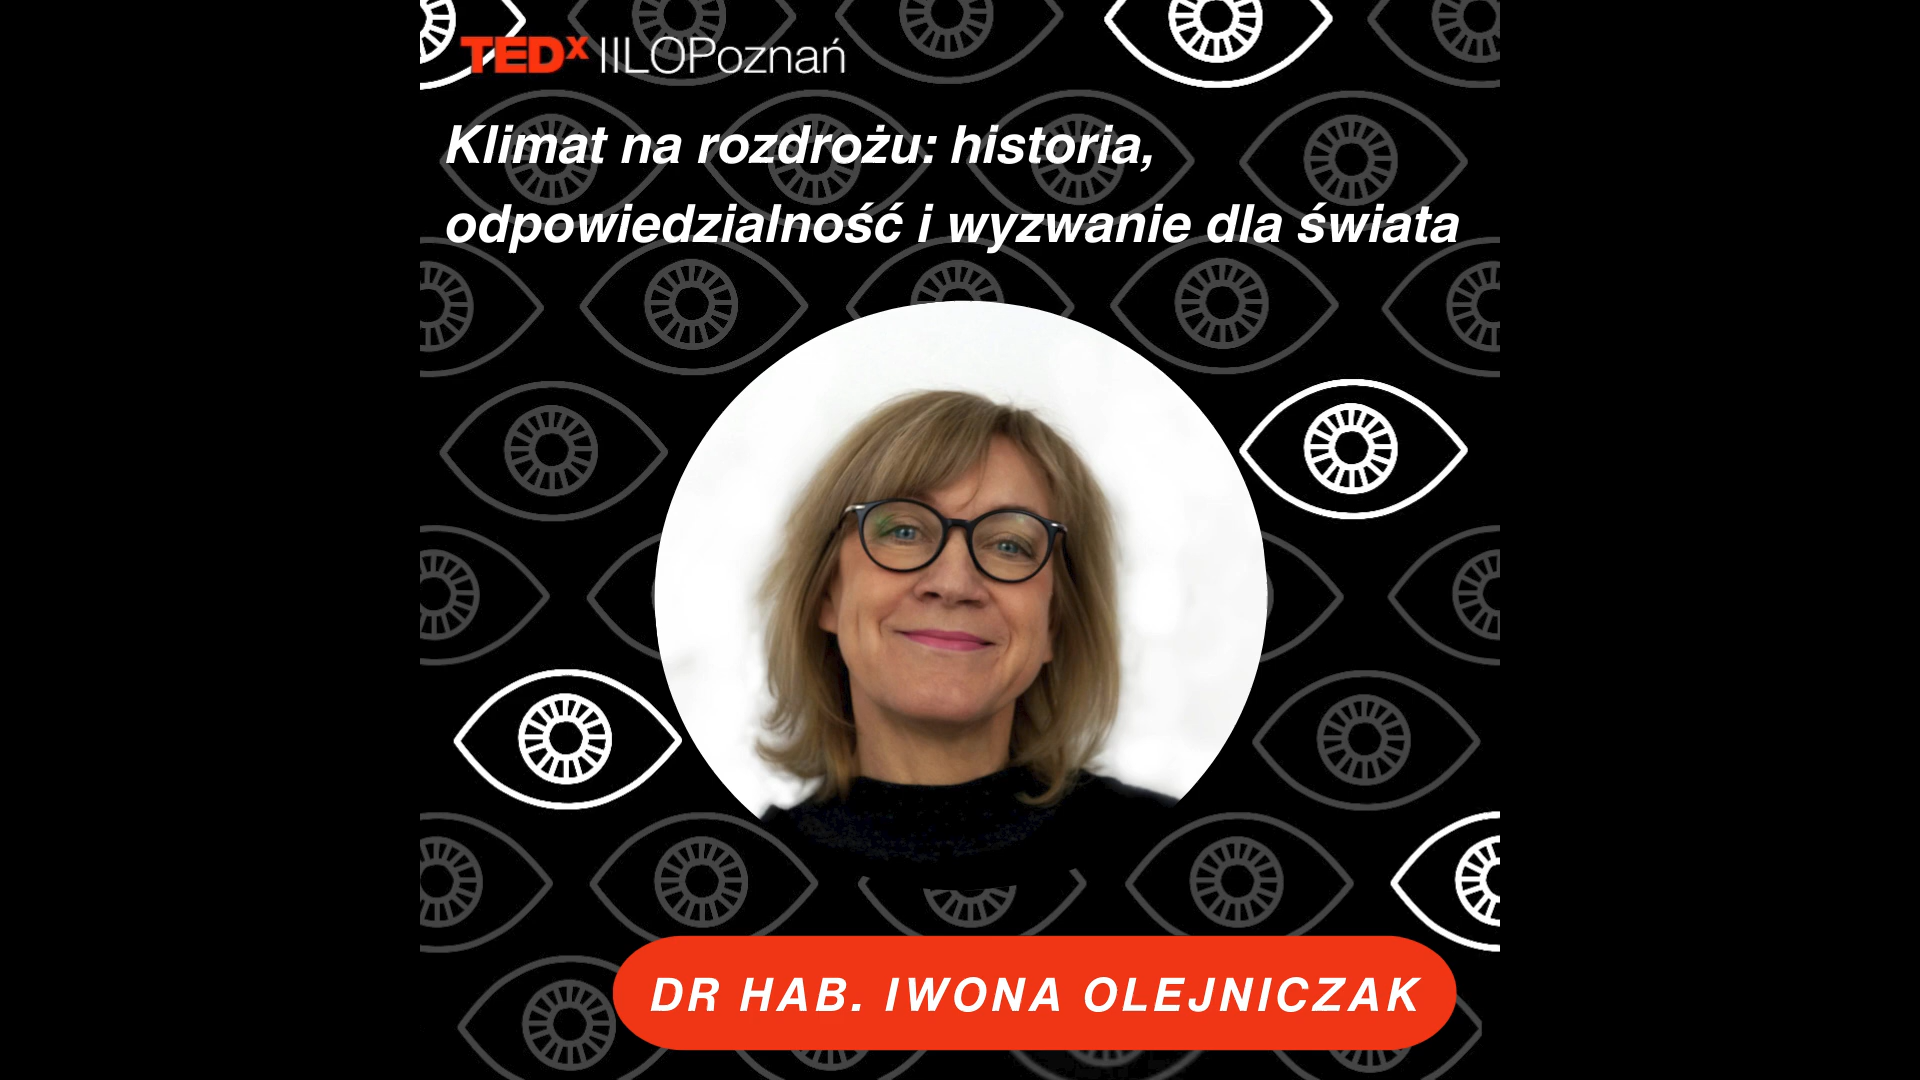 TEDx IILOPoznań
Klimat na rozdrożu: historia,
odpowiedzialność i wyzwanie dla świata
DR HAB. IWONA OLEJNICZAK